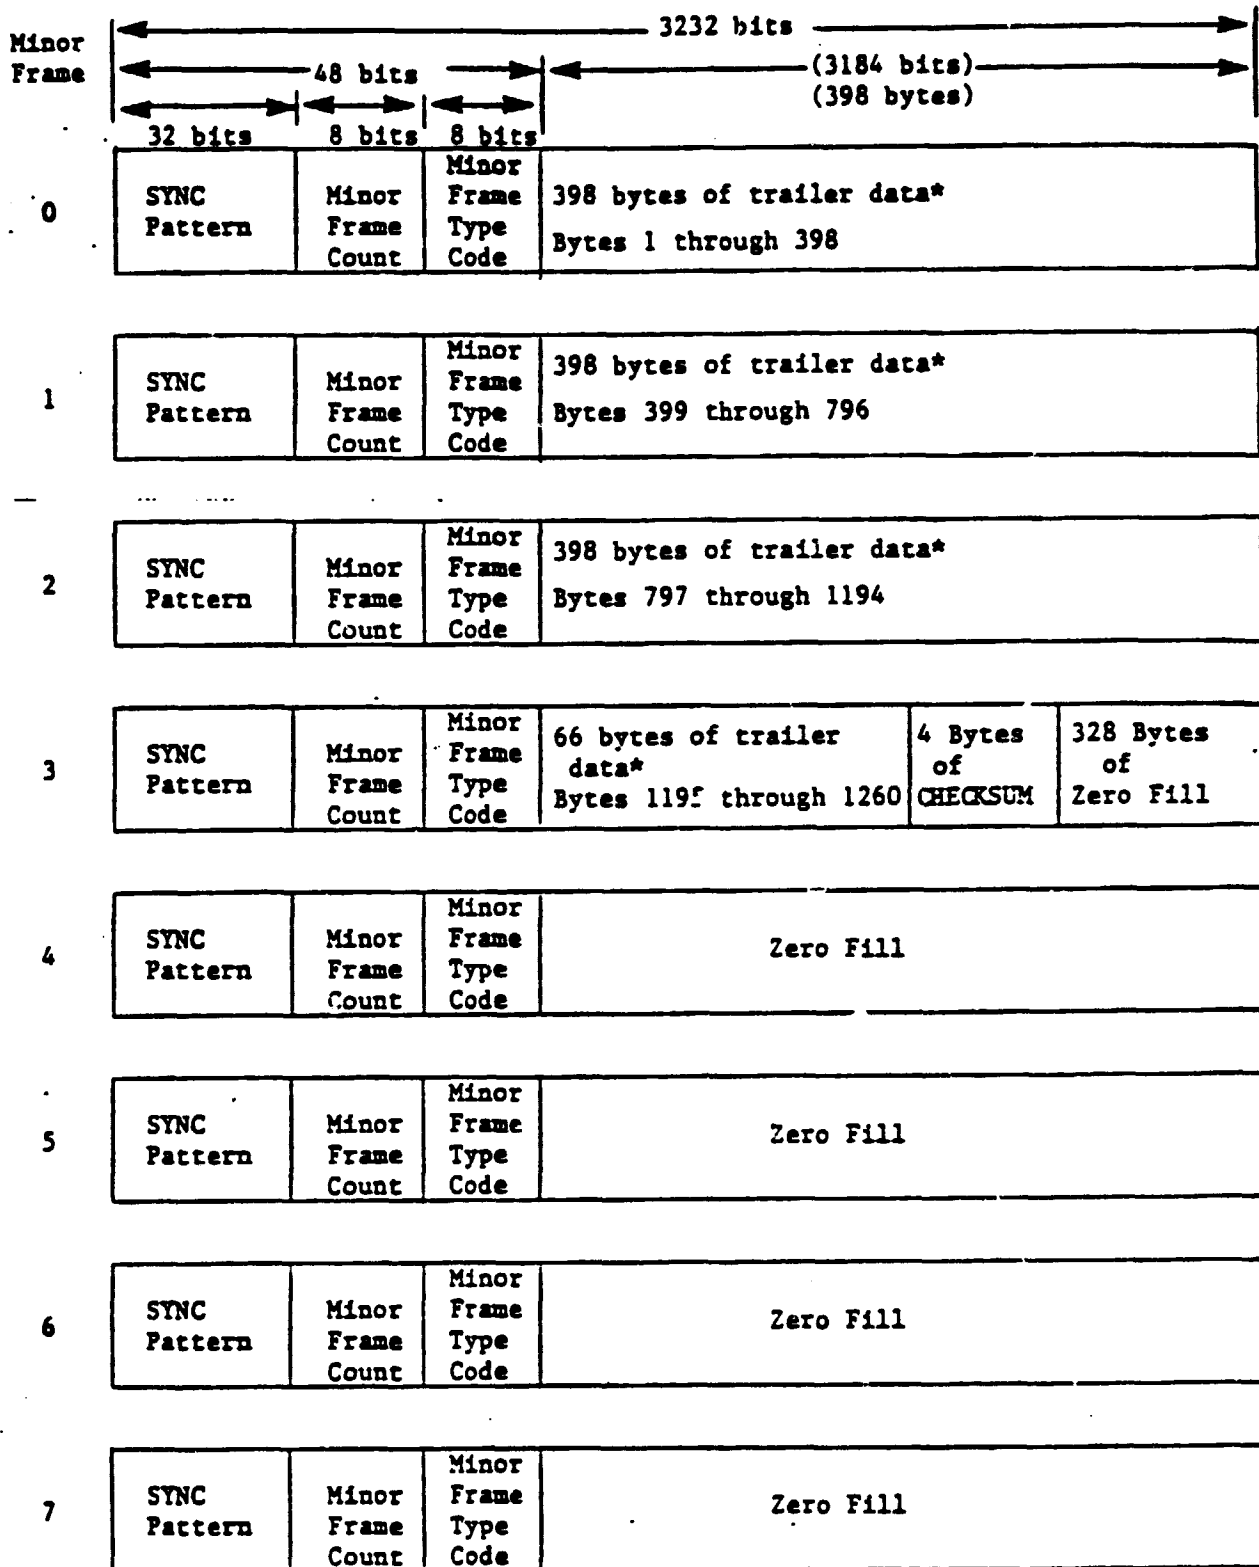 3232 bits
Minor
Frame
48 bits
(3184 bits)
(398 bytes)
32 bits 8 bits 8 bits
0
SYNC
Pattern
Minor
Frame
Count
Minor
Frame
Type
Code
398 bytes of trailer data*
Bytes 1 through 398
1
SYNC
Pattern
Minor
Frame
Count
Minor
Frame
Type
Code
398 bytes of trailer data*
Bytes 399 through 796
2
SYNC
Pattern
Minor
Frame
Count
Minor
Frame
Type
Code
398 bytes of trailer data*
Bytes 797 through 1194
3
SYNC
Pattern
Minor
Frame
Count
Minor
Frame
Type
Code
66 bytes of trailer
data*
Bytes 1195 through 1260
4 Bytes
of
CHECKSUM
328 Bytes
of
Zero Fill
4
SYNC
Pattern
Minor
Frame
Count
Minor
Frame
Type
Code
Zero Fill
5
SYNC
Pattern
Minor
Frame
Count
Minor
Frame
Type
Code
Zero Fill
6
SYNC
Pattern
Minor
Frame
Count
Minor
Frame
Type
Code
Zero Fill
7
SYNC
Pattern
Minor
Frame
Count
Minor
Frame
Type
Code
Zero Fill